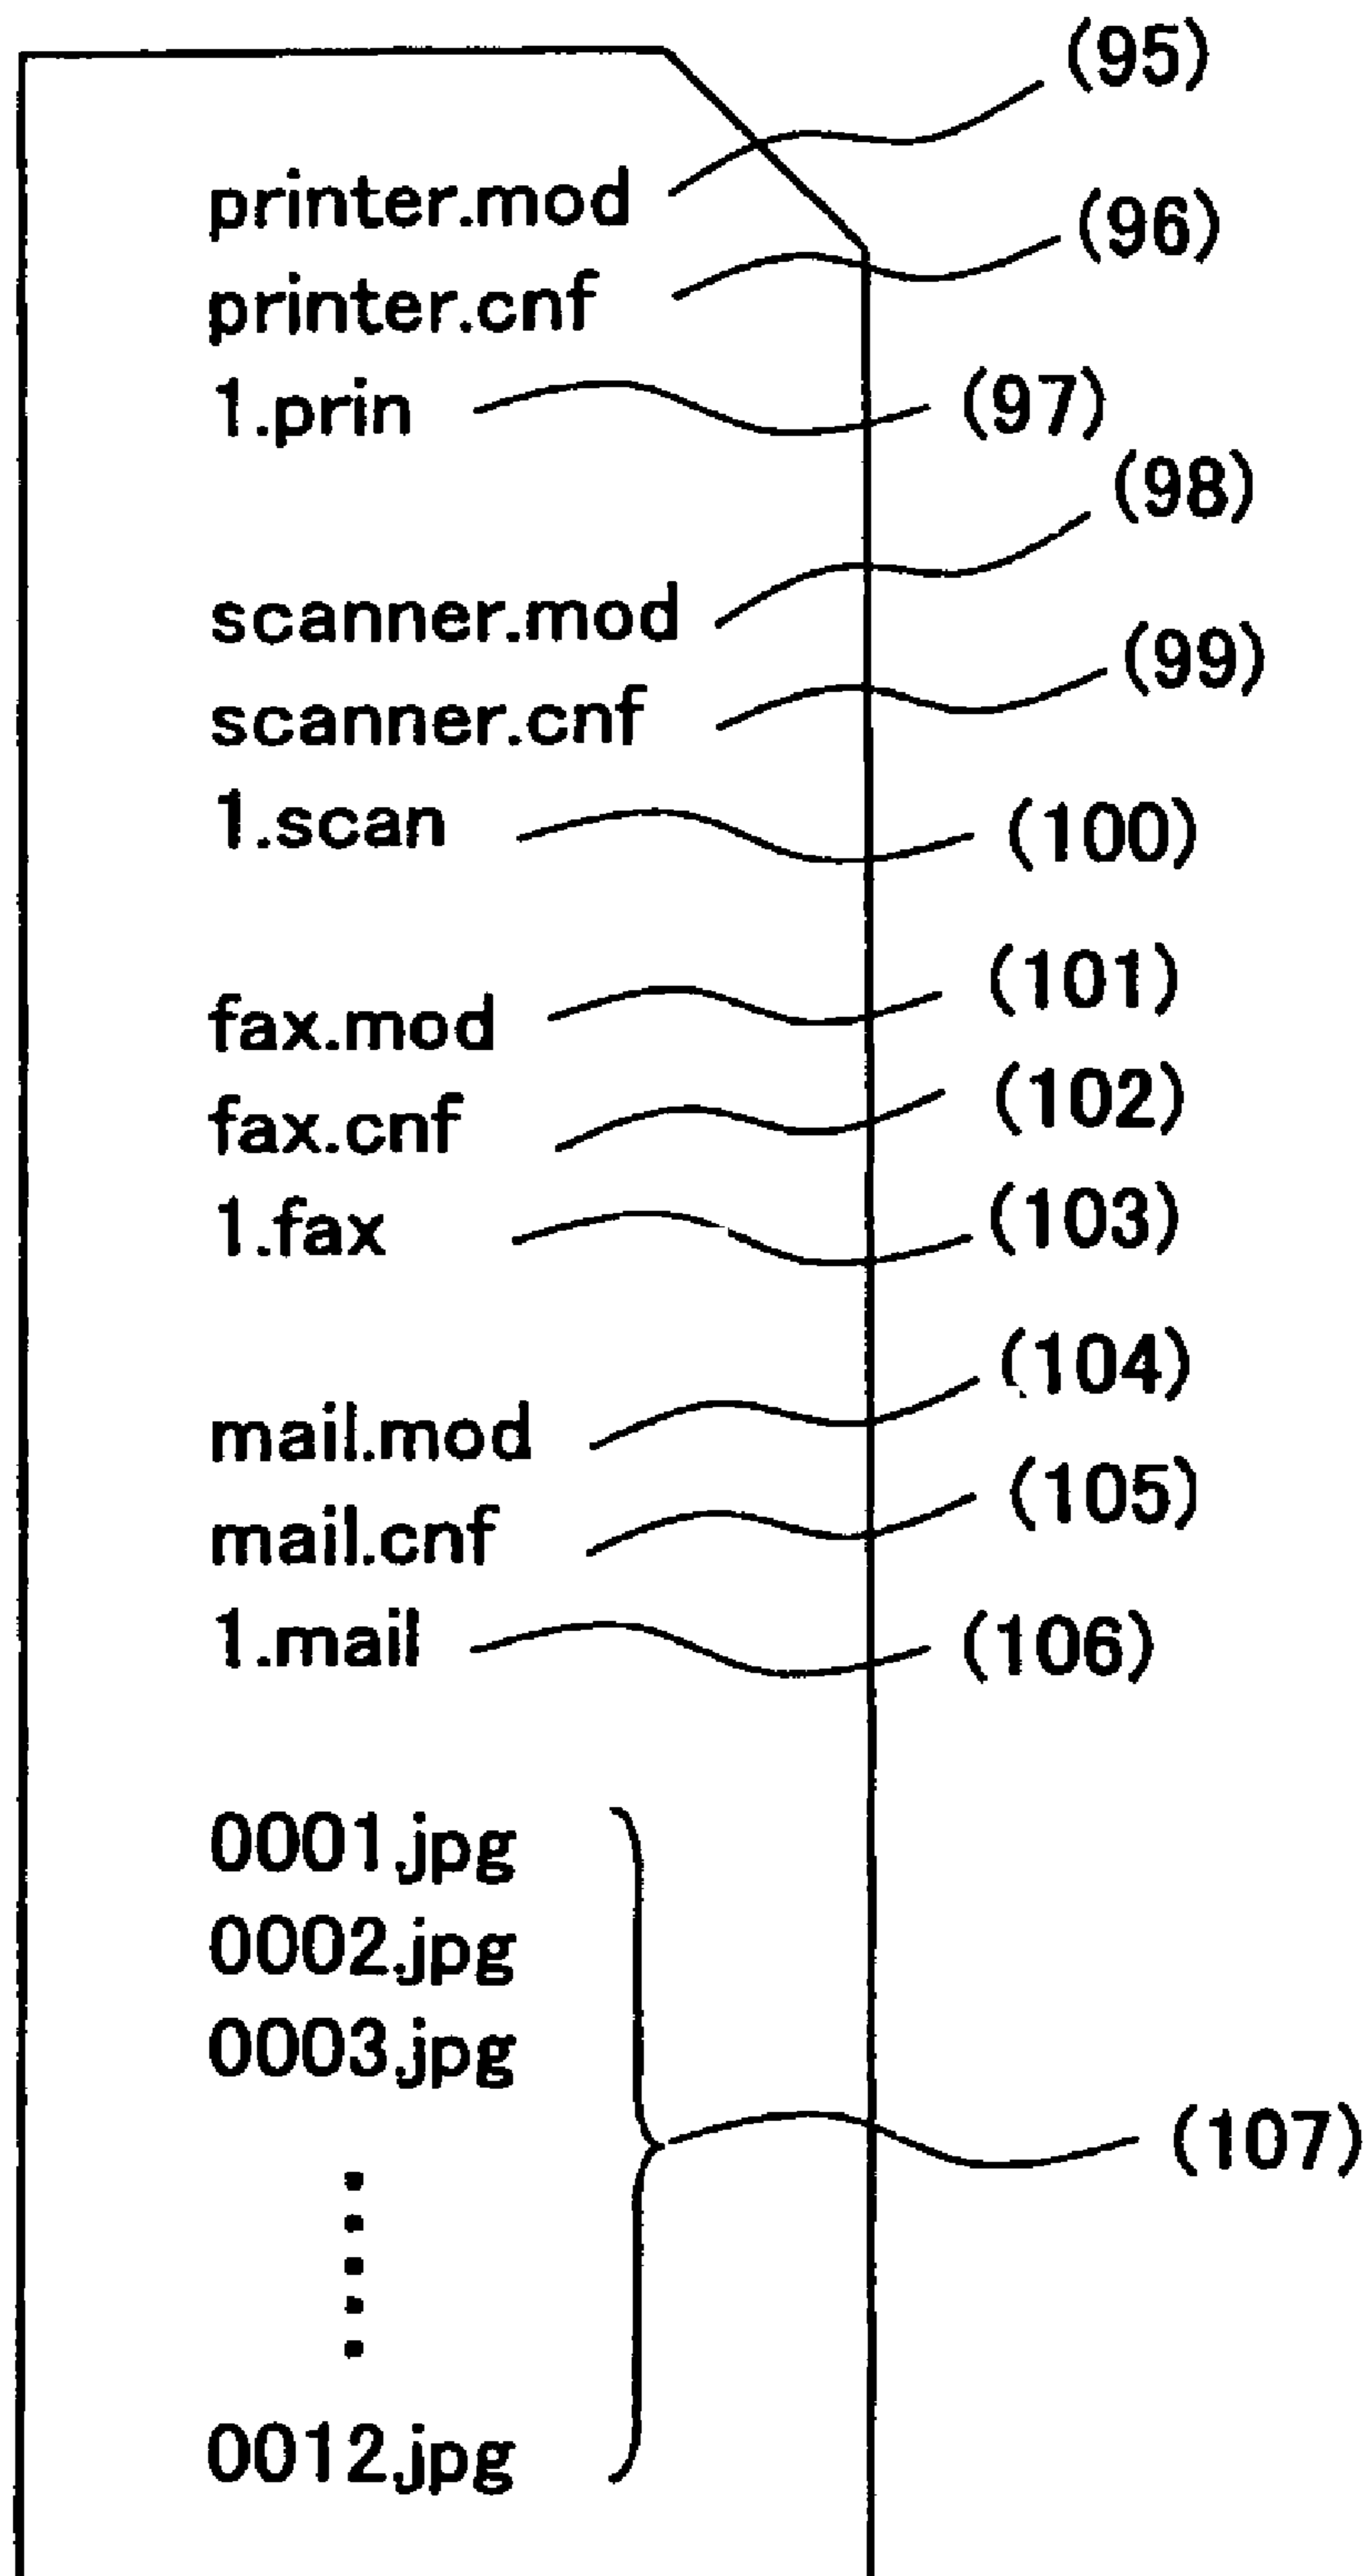 printer.mod (95)
printer.cnf (96)
1.prin (97)
scanner.mod (98)
scanner.cnf (99)
1.scan (100)
fax.mod (101)
fax.cnf (102)
1.fax (103)
mail.mod (104)
mail.cnf (105)
1.mail (106)
0001.jpg
0002.jpg
0003.jpg
(107)
0012.jpg